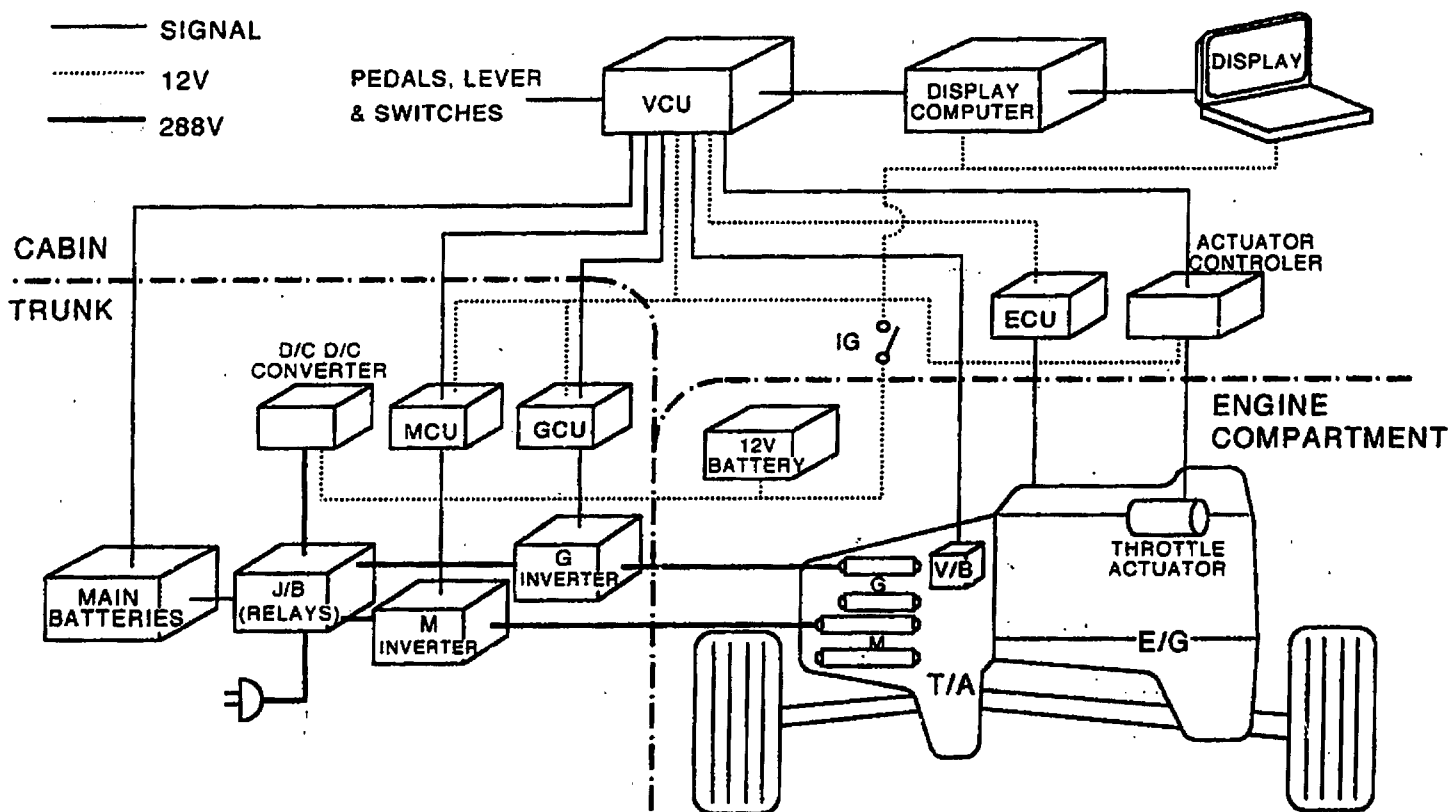 SIGNAL
12V
288V
PEDALS, LEVER
& SWITCHES
VCU
DISPLAY
COMPUTER
DISPLAY
CABIN
TRUNK
ACTUATOR
CONTROLER
ECU
IG
D/C D/C
CONVERTER
MCU
GCU
12V
BATTERY
ENGINE
COMPARTMENT
MAIN
BATTERIES
J/B
(RELAYS)
G
INVERTER
M
INVERTER
G
M
V/B
THROTTLE
ACTUATOR
E/G
T/A